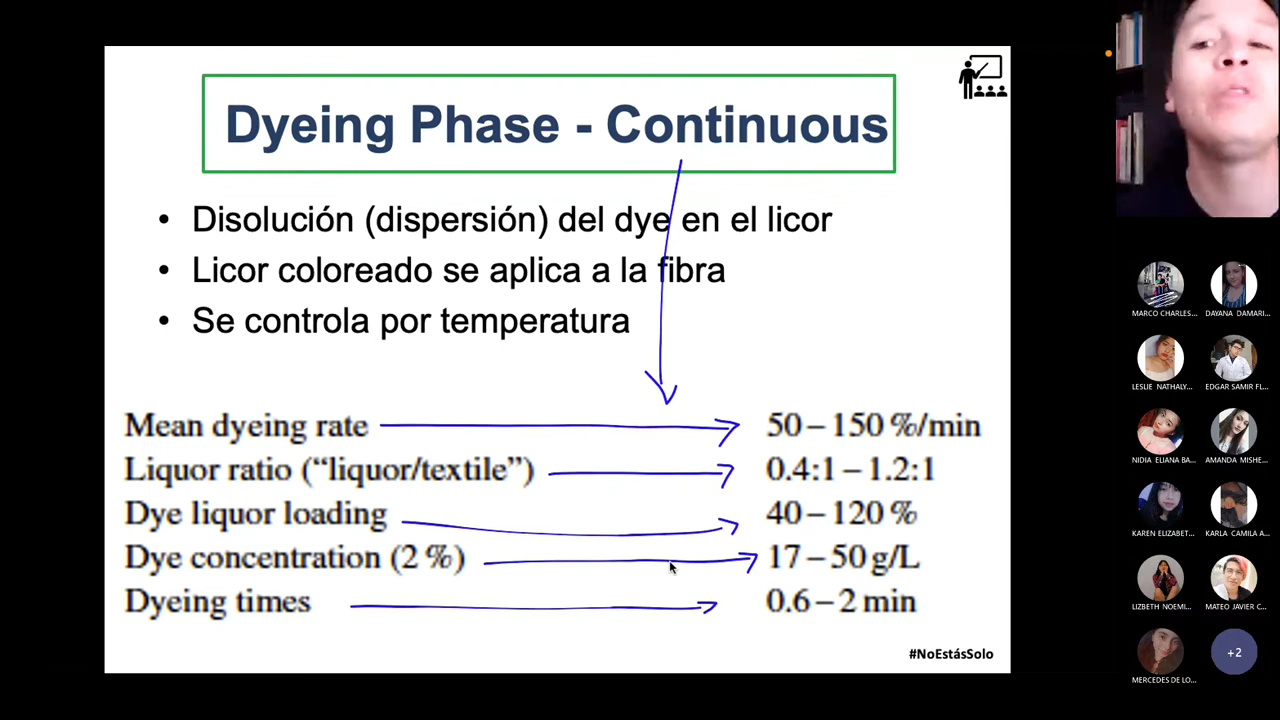 Dyeing Phase - Continuous
• Disolución (dispersión) del dye en el licor
• Licor coloreado se aplica a la fibra
• Se controla por temperatura
Mean dyeing rate 50–150 %/min
Liquor ratio (“liquor/textile”) 0.4:1–1.2:1
Dye liquor loading 40–120 %
Dye concentration (2 %) 17–50 g/L
Dyeing times 0.6–2 min
#NoEstásSolo
MARCO CHARLES...
DAYANA DAMARI...
LESLIE NATHALY...
EDGAR SAMIR FL...
NIDIA ELIANA BA...
AMANDA MISHE...
KAREN ELIZABET...
KARLA CAMILA A...
LIZBETH NOEMI...
MATEO JAVIER C...
MERCEDES DE LO...
+2